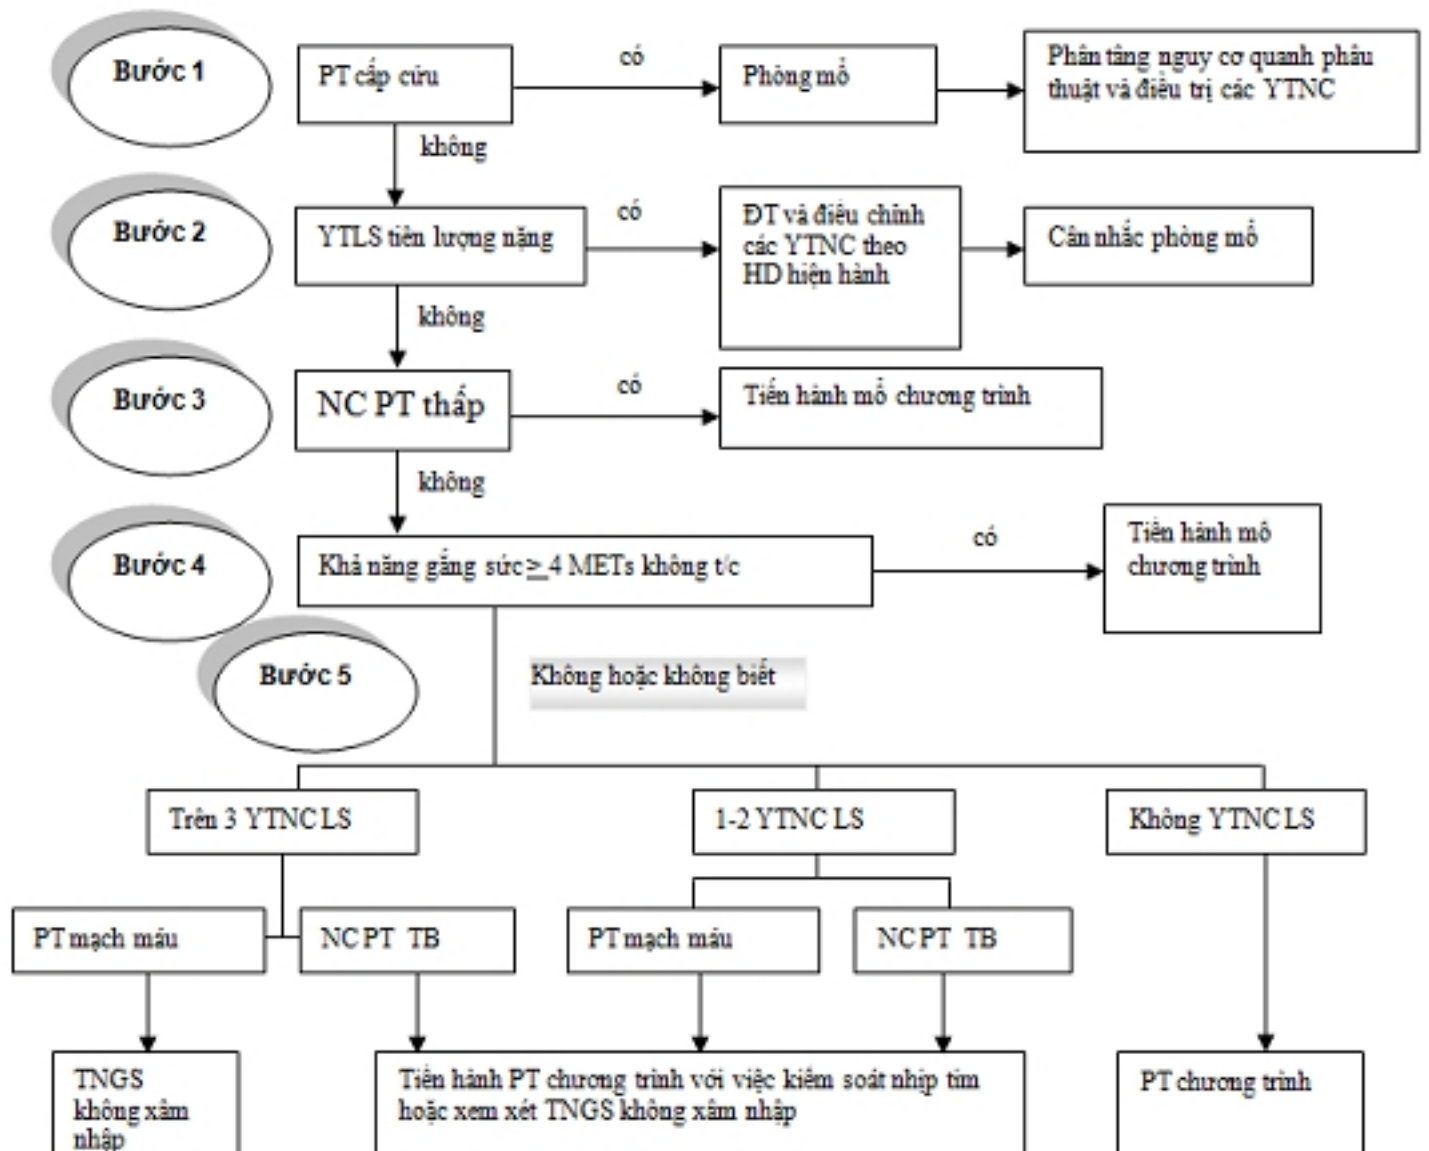 Bước 1
PT cấp cứu
có
Phòng mổ
Phân tầng nguy cơ quanh phẫu
thuật và điều trị các YTNC
không
Bước 2
YTLS tiên lượng nặng
có
ĐT và điều chỉnh
các YTNC theo
HD hiện hành
Cân nhắc phòng mổ
không
Bước 3
NC PT thấp
có
Tiến hành mổ chương trình
không
Bước 4
Khả năng gắng sức ≥ 4 METs không t/c
có
Tiến hành mổ
chương trình
Bước 5
Không hoặc không biết
Trên 3 YTNC LS
1-2 YTNC LS
Không YTNC LS
PT mạch máu
NC PT TB
PT mạch máu
NC PT TB
TNGS
không xâm
nhập
Tiến hành PT chương trình với việc kiểm soát nhịp tim
hoặc xem xét TNGS không xâm nhập
PT chương trình